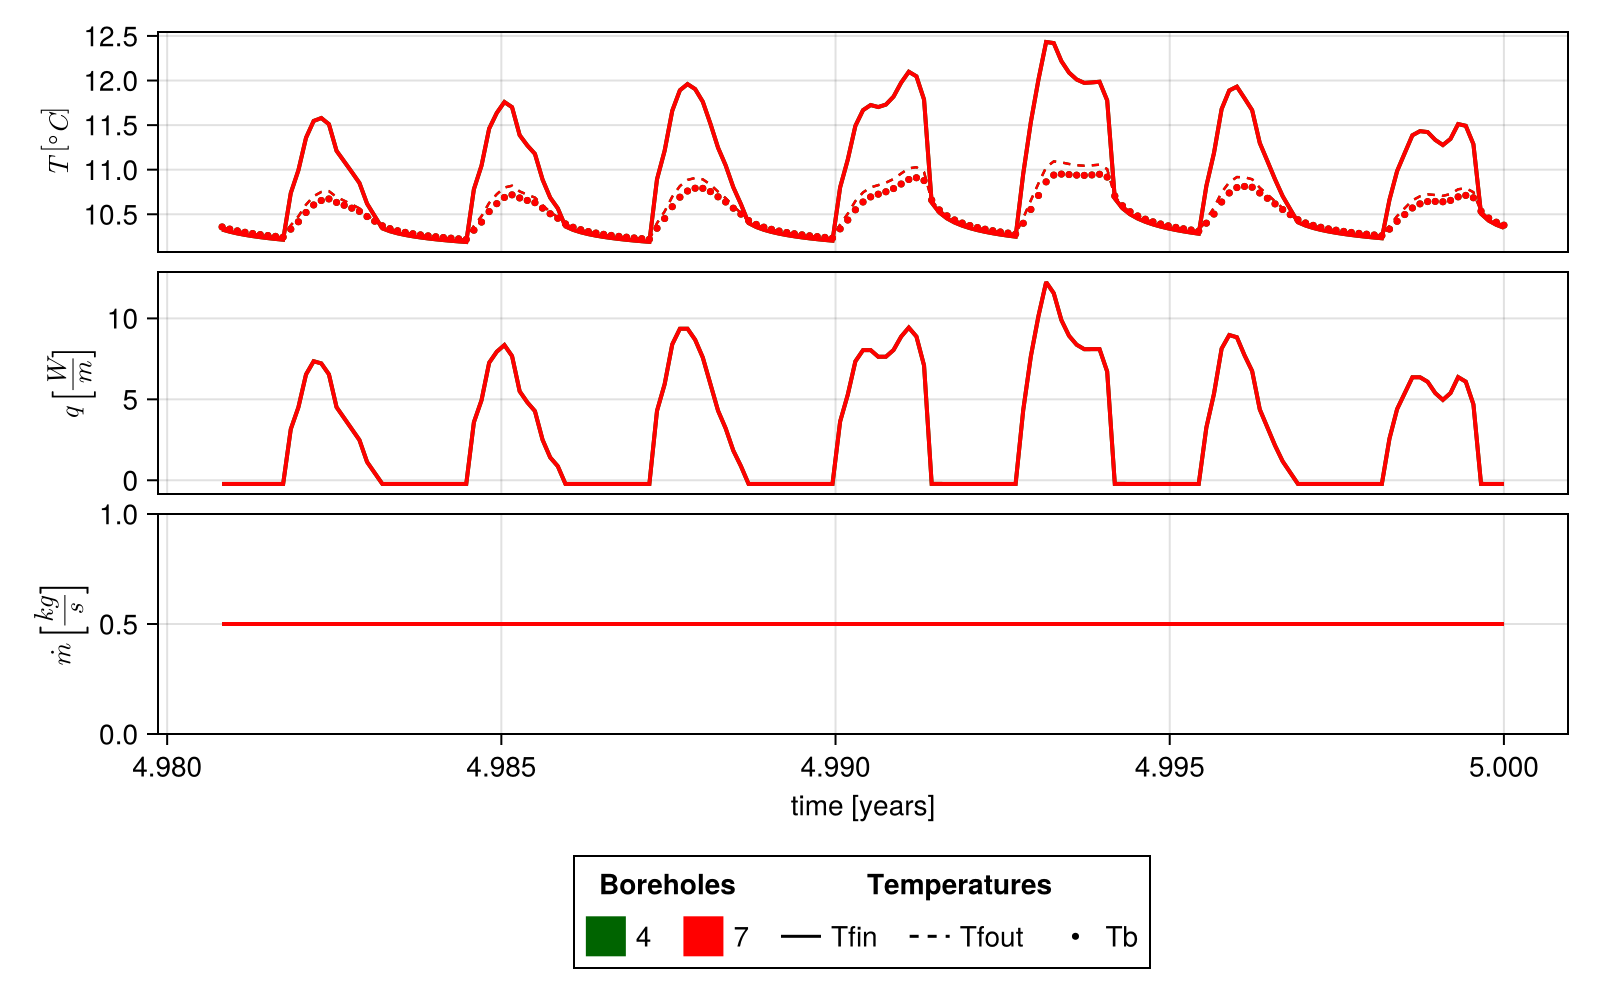 12.5
12.0
11.5
11.0
10.5
T [°C]
10
5
0
q [W/m]
1.0
0.5
0.0
ṁ [kg/s]
4.980 4.985 4.990 4.995 5.000
time [years]
Boreholes Temperatures
4 7 Tfin Tfout Tb